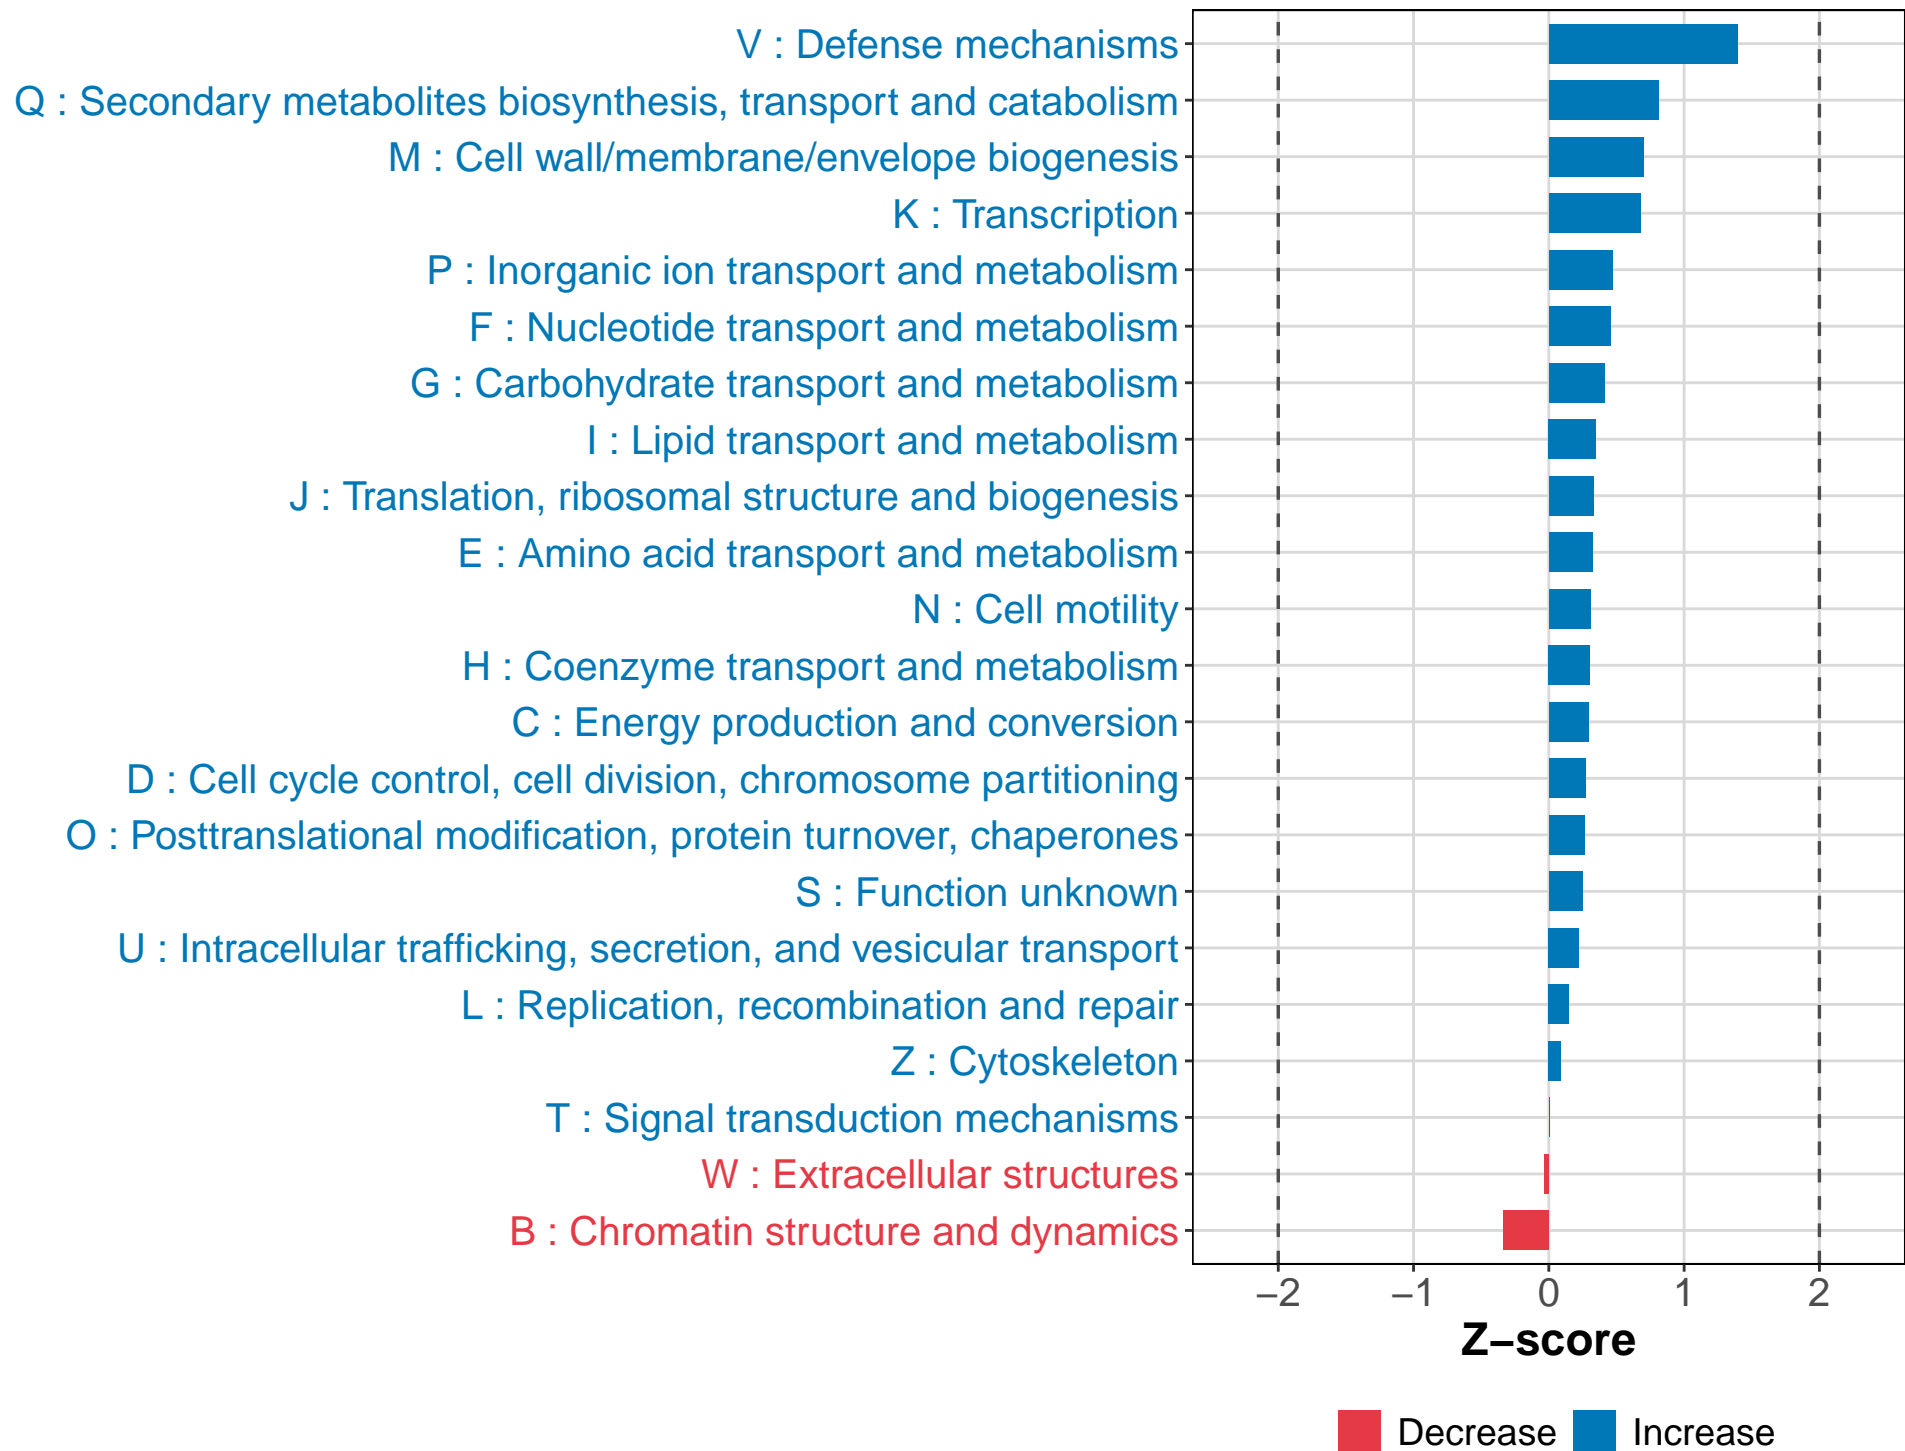 V : Defense mechanisms
Q : Secondary metabolites biosynthesis, transport and catabolism
M : Cell wall/membrane/envelope biogenesis
K : Transcription
P : Inorganic ion transport and metabolism
F : Nucleotide transport and metabolism
G : Carbohydrate transport and metabolism
I : Lipid transport and metabolism
J : Translation, ribosomal structure and biogenesis
E : Amino acid transport and metabolism
N : Cell motility
H : Coenzyme transport and metabolism
C : Energy production and conversion
D : Cell cycle control, cell division, chromosome partitioning
O : Posttranslational modification, protein turnover, chaperones
S : Function unknown
U : Intracellular trafficking, secretion, and vesicular transport
L : Replication, recombination and repair
Z : Cytoskeleton
T : Signal transduction mechanisms
W : Extracellular structures
B : Chromatin structure and dynamics
−2 −1 0 1 2
Z−score
Decrease Increase